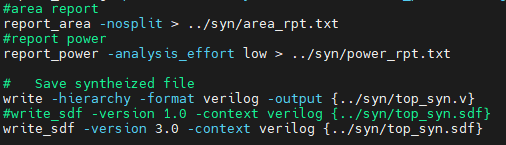 #area report
report_area -nosplit > ../syn/area_rpt.txt
#report power
report_power -analysis_effort low > ../syn/power_rpt.txt
#   Save syntheized file
write -hierarchy -format verilog -output {../syn/top_syn.v}
#write_sdf -version 1.0 -context verilog {../syn/top_syn.sdf}
write_sdf -version 3.0 -context verilog {../syn/top_syn.sdf}